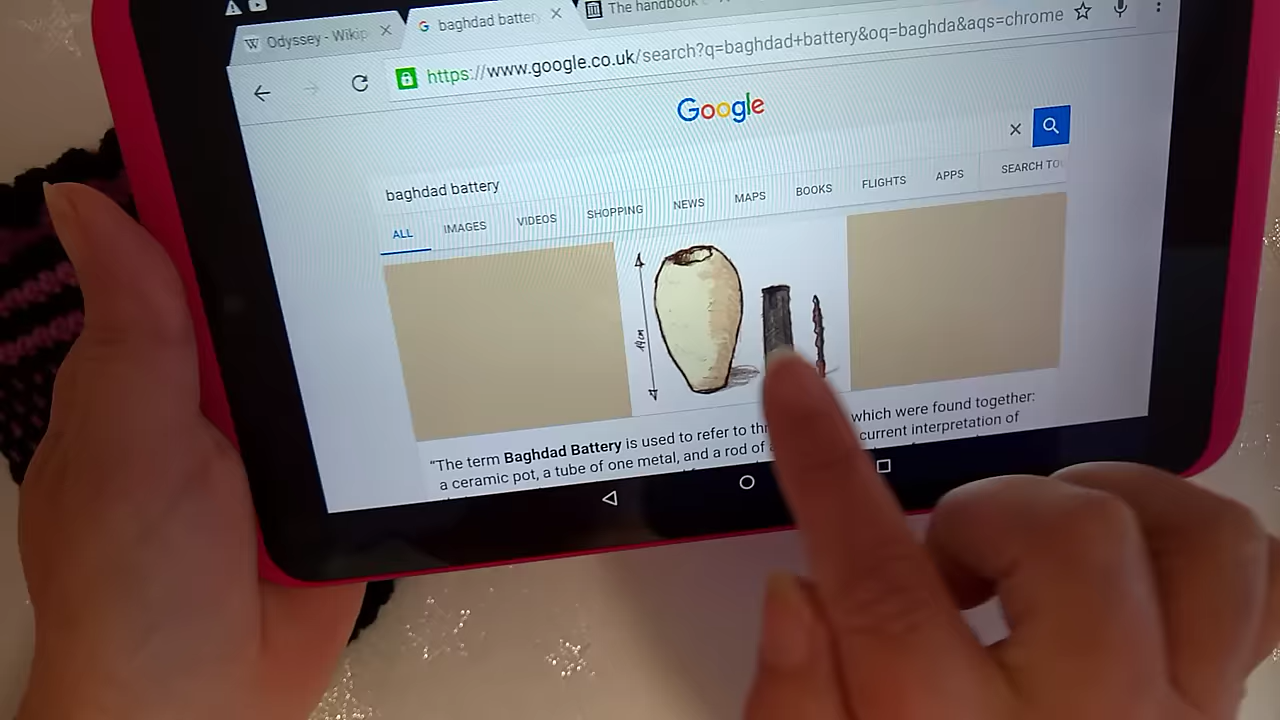 Odyssey - Wikip
baghdad batter
The handbook
https://www.google.co.uk/search?q=baghdad+battery&oq=baghda&aqs=chrome
Google
baghdad battery
ALL IMAGES VIDEOS SHOPPING NEWS MAPS BOOKS FLIGHTS APPS SEARCH TO
"The term Baghdad Battery is used to refer to thr which were found together:
a ceramic pot, a tube of one metal, and a rod of current interpretation of